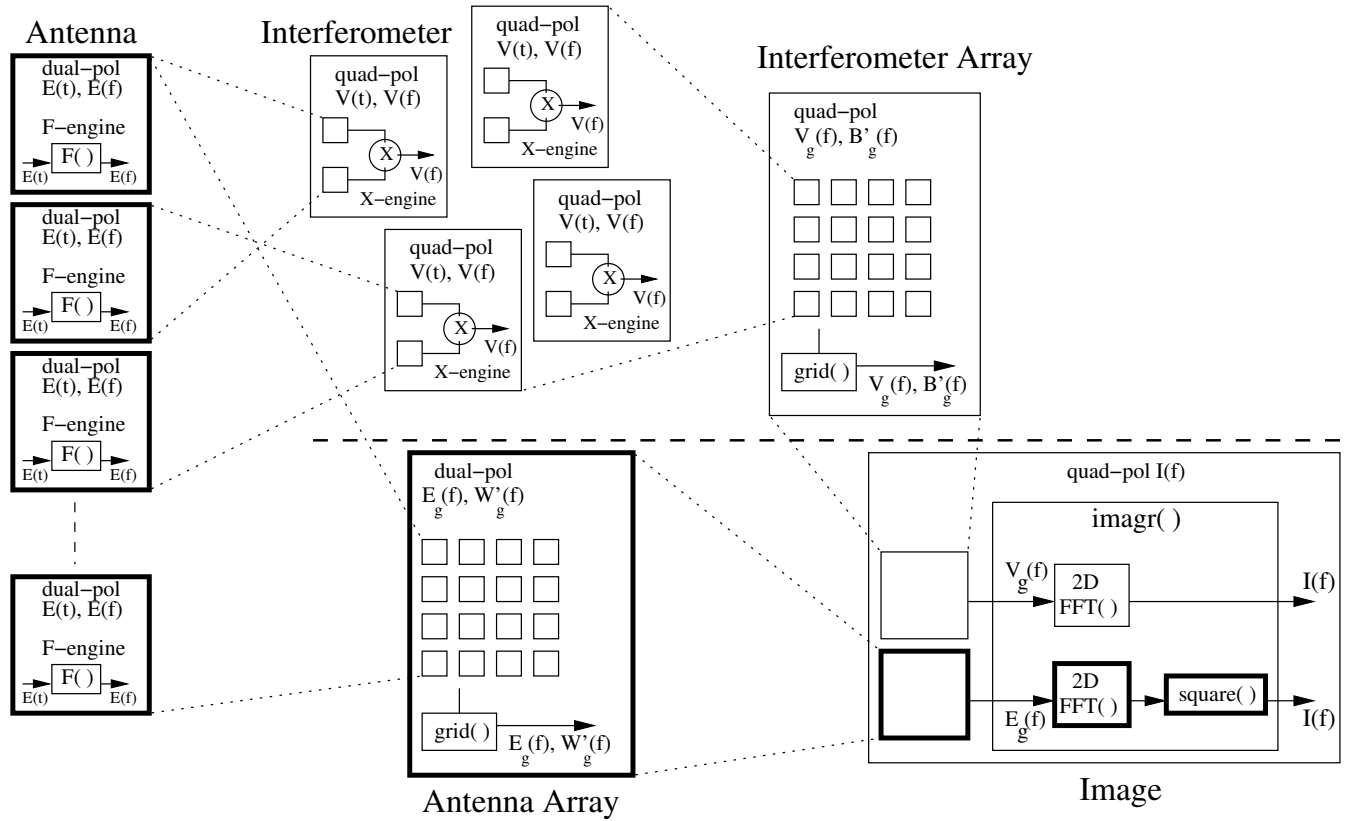 Antenna
dual-pol
E(t), E(f)
F-engine
F( )
E(t) E(f)
dual-pol
E(t), E(f)
F-engine
F( )
E(t) E(f)
dual-pol
E(t), E(f)
F-engine
F( )
E(t) E(f)
dual-pol
E(t), E(f)
F-engine
F( )
E(t) E(f)
Interferometer
quad-pol
V(t), V(f)
X
V(f)
X-engine
quad-pol
V(t), V(f)
X
V(f)
X-engine
quad-pol
V(t), V(f)
X
V(f)
X-engine
quad-pol
V(t), V(f)
X
V(f)
X-engine
Interferometer Array
quad-pol
V_g(f), B'_g(f)
grid( )
V_g(f), B'_g(f)
dual-pol
E_g(f), W'_g(f)
grid( )
E_g(f), W'_g(f)
Antenna Array
quad-pol I(f)
imagr( )
V_g(f)
2D
FFT( )
I(f)
E_g(f)
2D
FFT( )
square( )
I(f)
Image